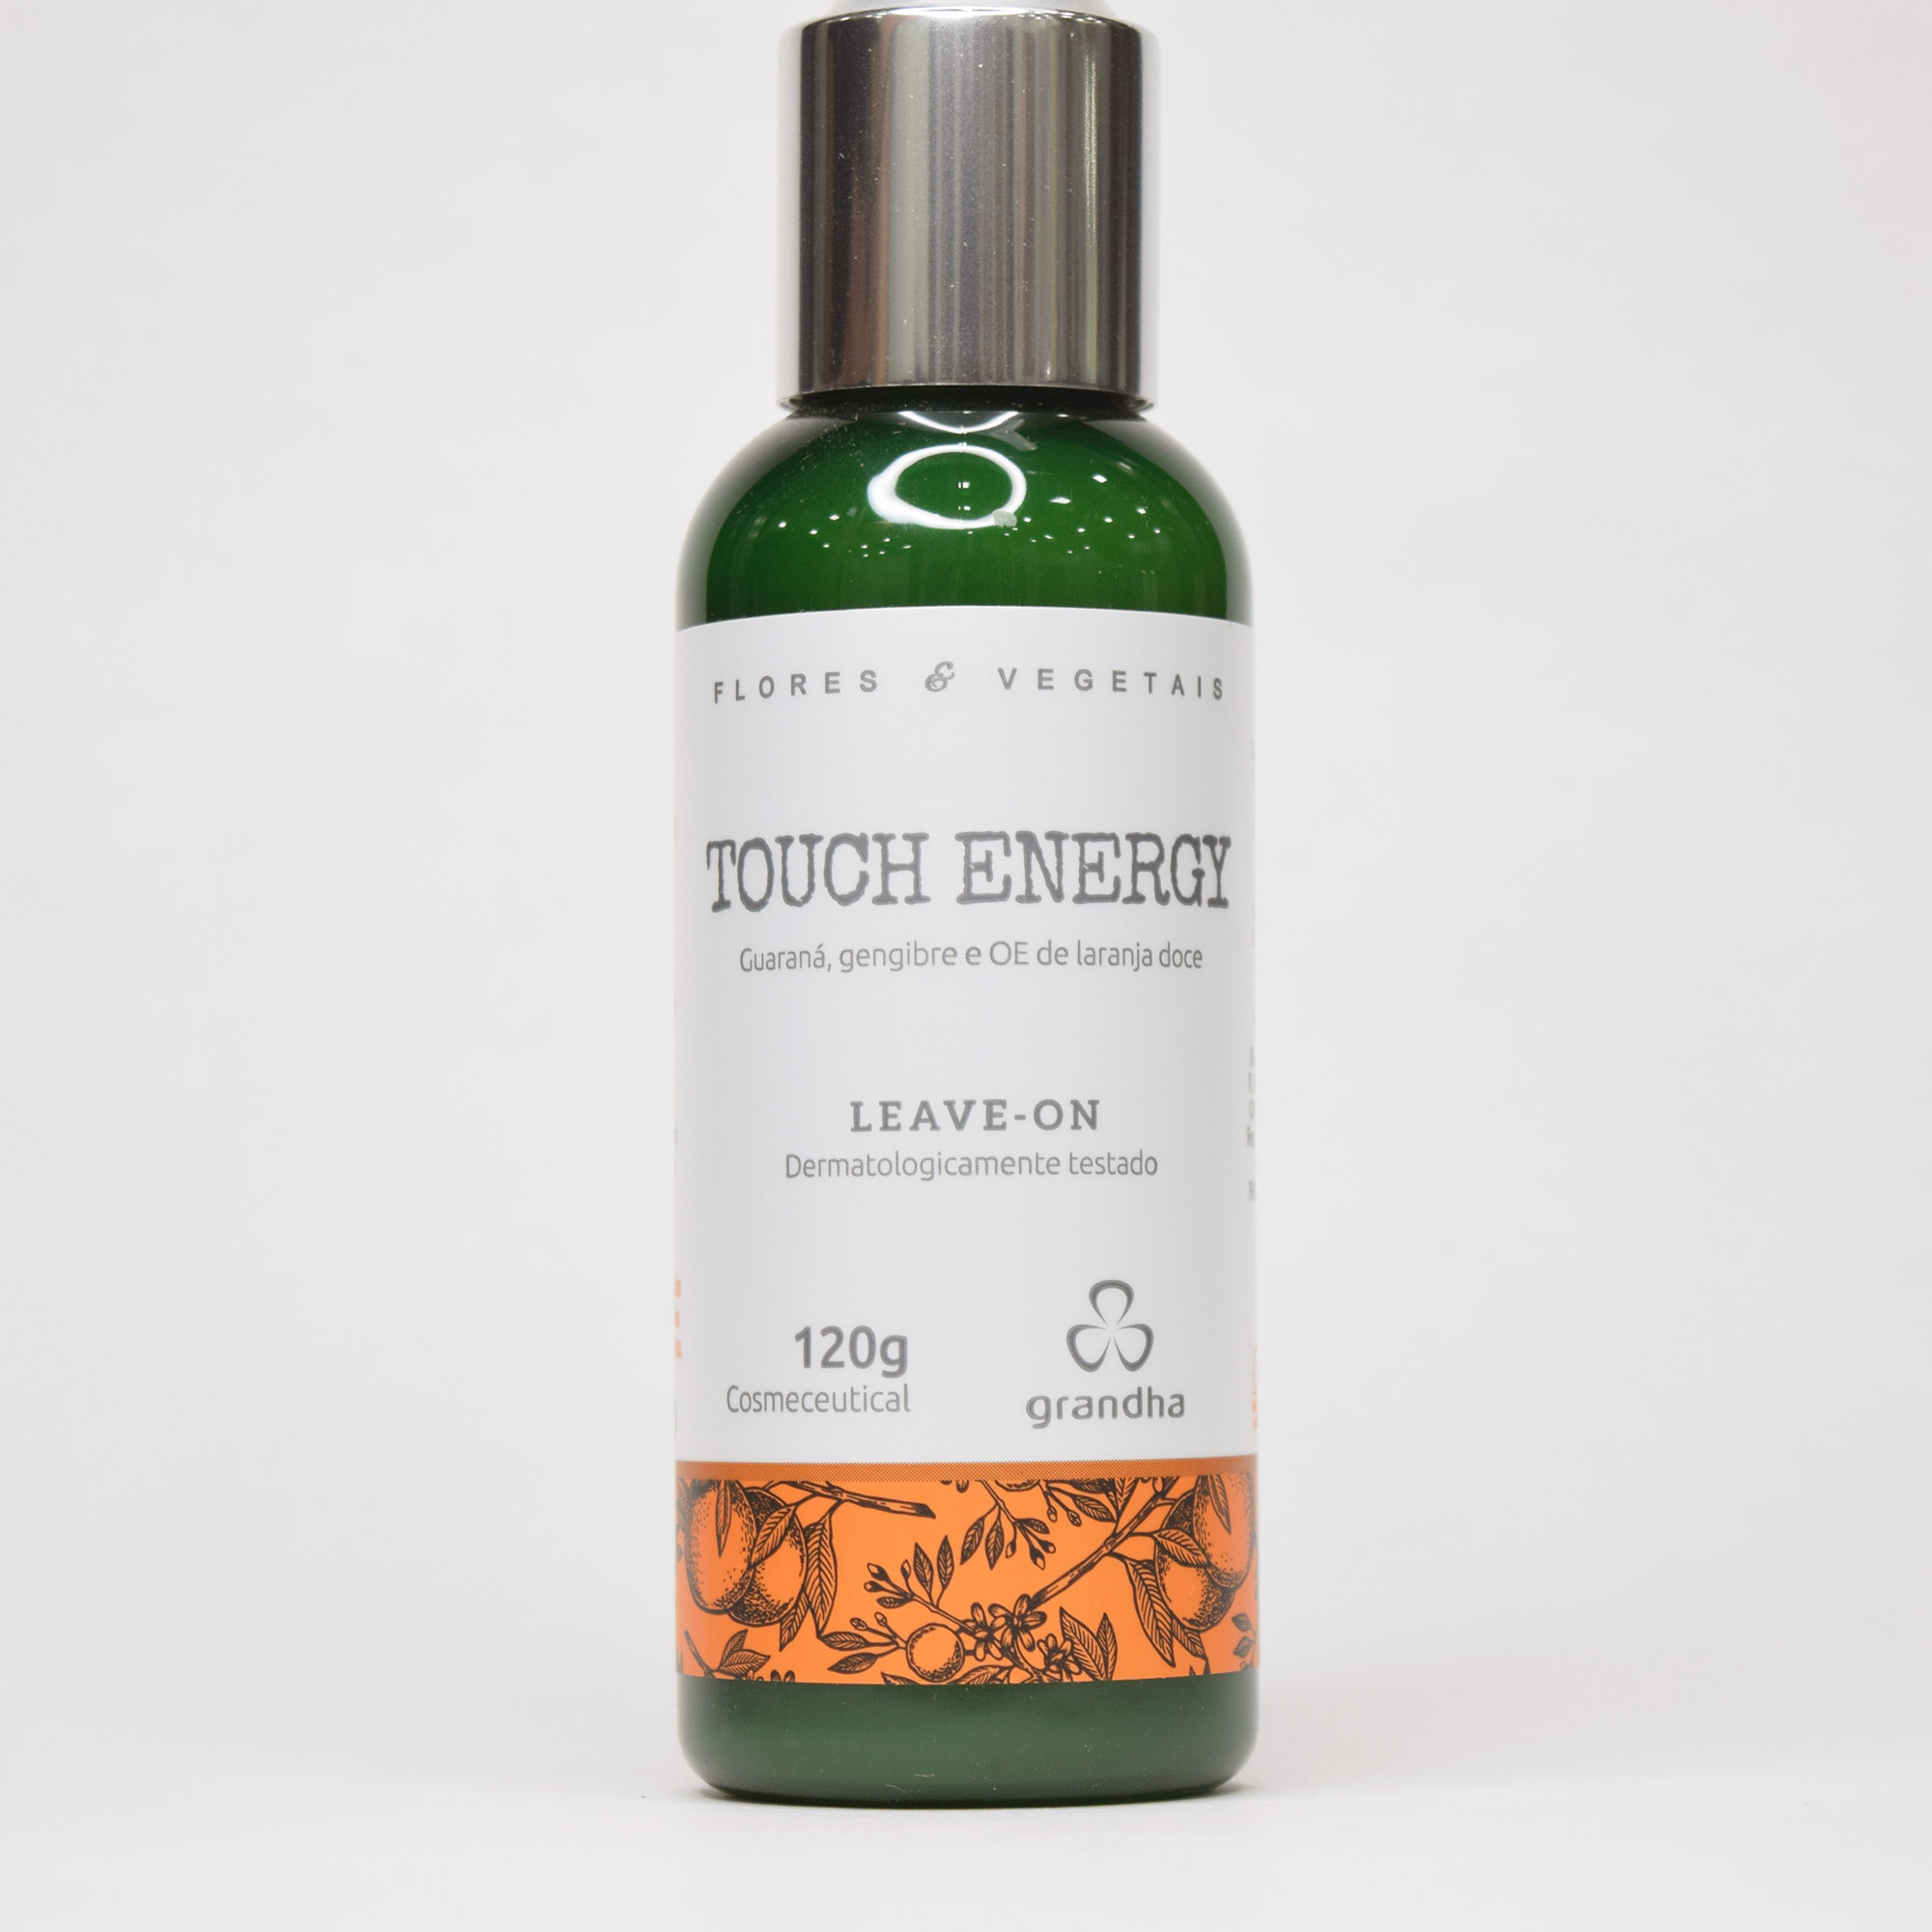 FLORES & VEGETAIS
TOUCH ENERGY
Guaraná, gengibre e OE de laranja doce
LEAVE-ON
Dermatologicamente testado
120g
Cosmeceutical
grandha